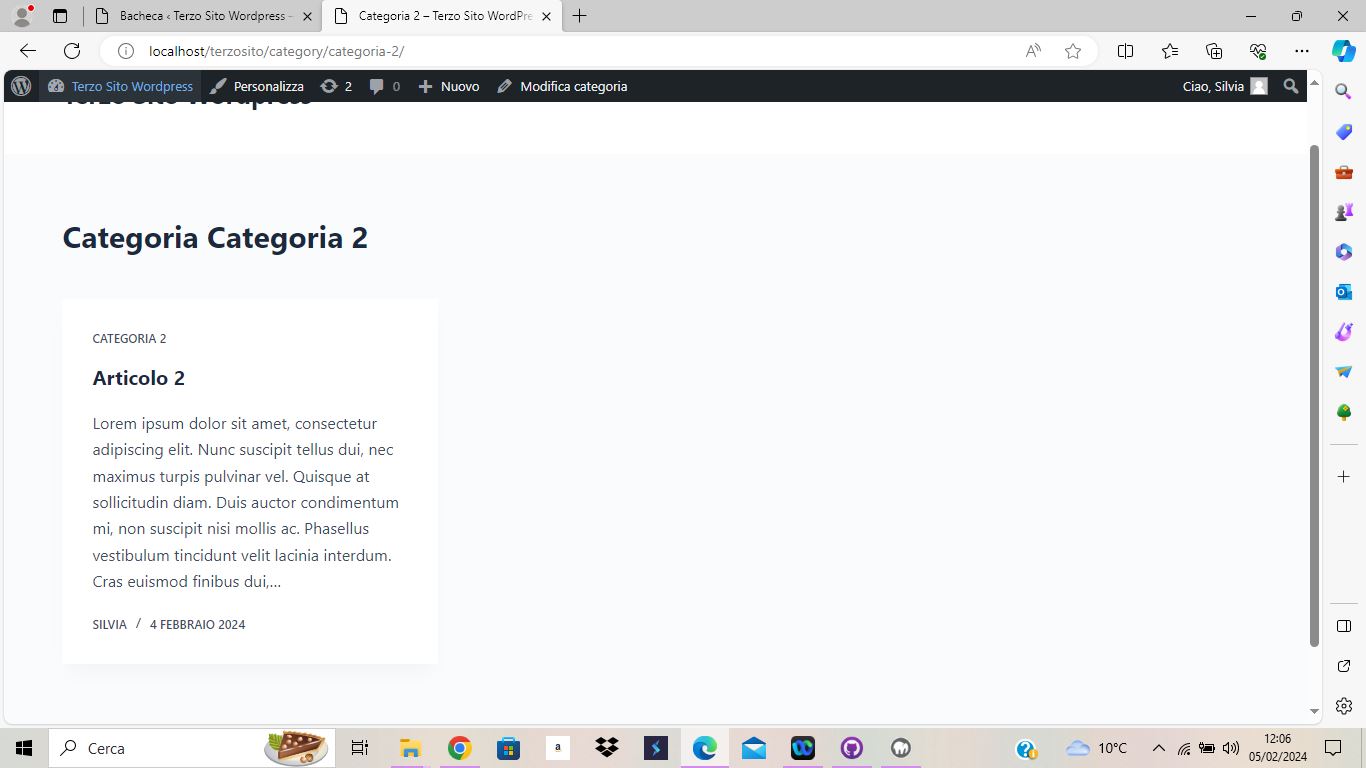 Bacheca ‹ Terzo Sito Wordpress –
Categoria 2 – Terzo Sito WordPre
localhost/terzosito/category/categoria-2/
Terzo Sito Wordpress
Personalizza
2
0
Nuovo
Modifica categoria
Ciao, Silvia
Terzo Sito Wordpress
Categoria Categoria 2
CATEGORIA 2
Articolo 2
Lorem ipsum dolor sit amet, consectetur
adipiscing elit. Nunc suscipit tellus dui, nec
maximus turpis pulvinar vel. Quisque at
sollicitudin diam. Duis auctor condimentum
mi, non suscipit nisi mollis ac. Phasellus
vestibulum tincidunt velit lacinia interdum.
Cras euismod finibus dui,…
SILVIA / 4 FEBBRAIO 2024
Cerca
a
10°C
12:06
05/02/2024